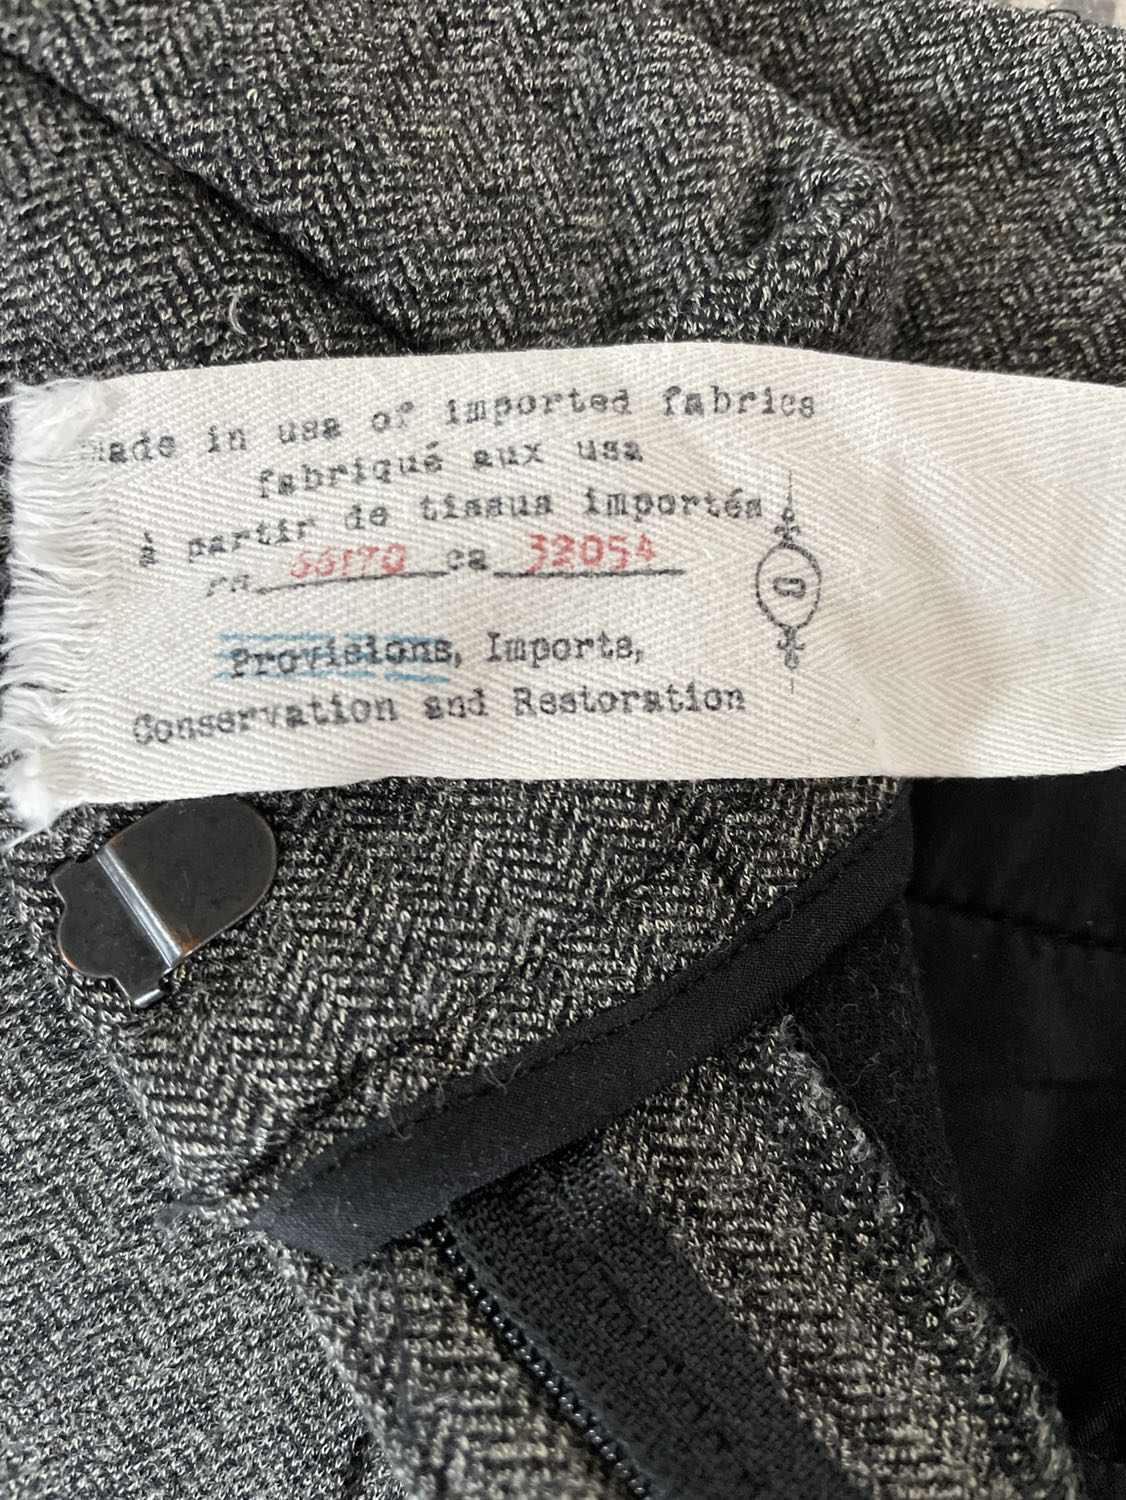 made in usa of imported fabrics
fabriqué aux usa
à partir de tissus importés
rn 66170 ca 32054
Provisions, Imports,
Conservation and Restoration